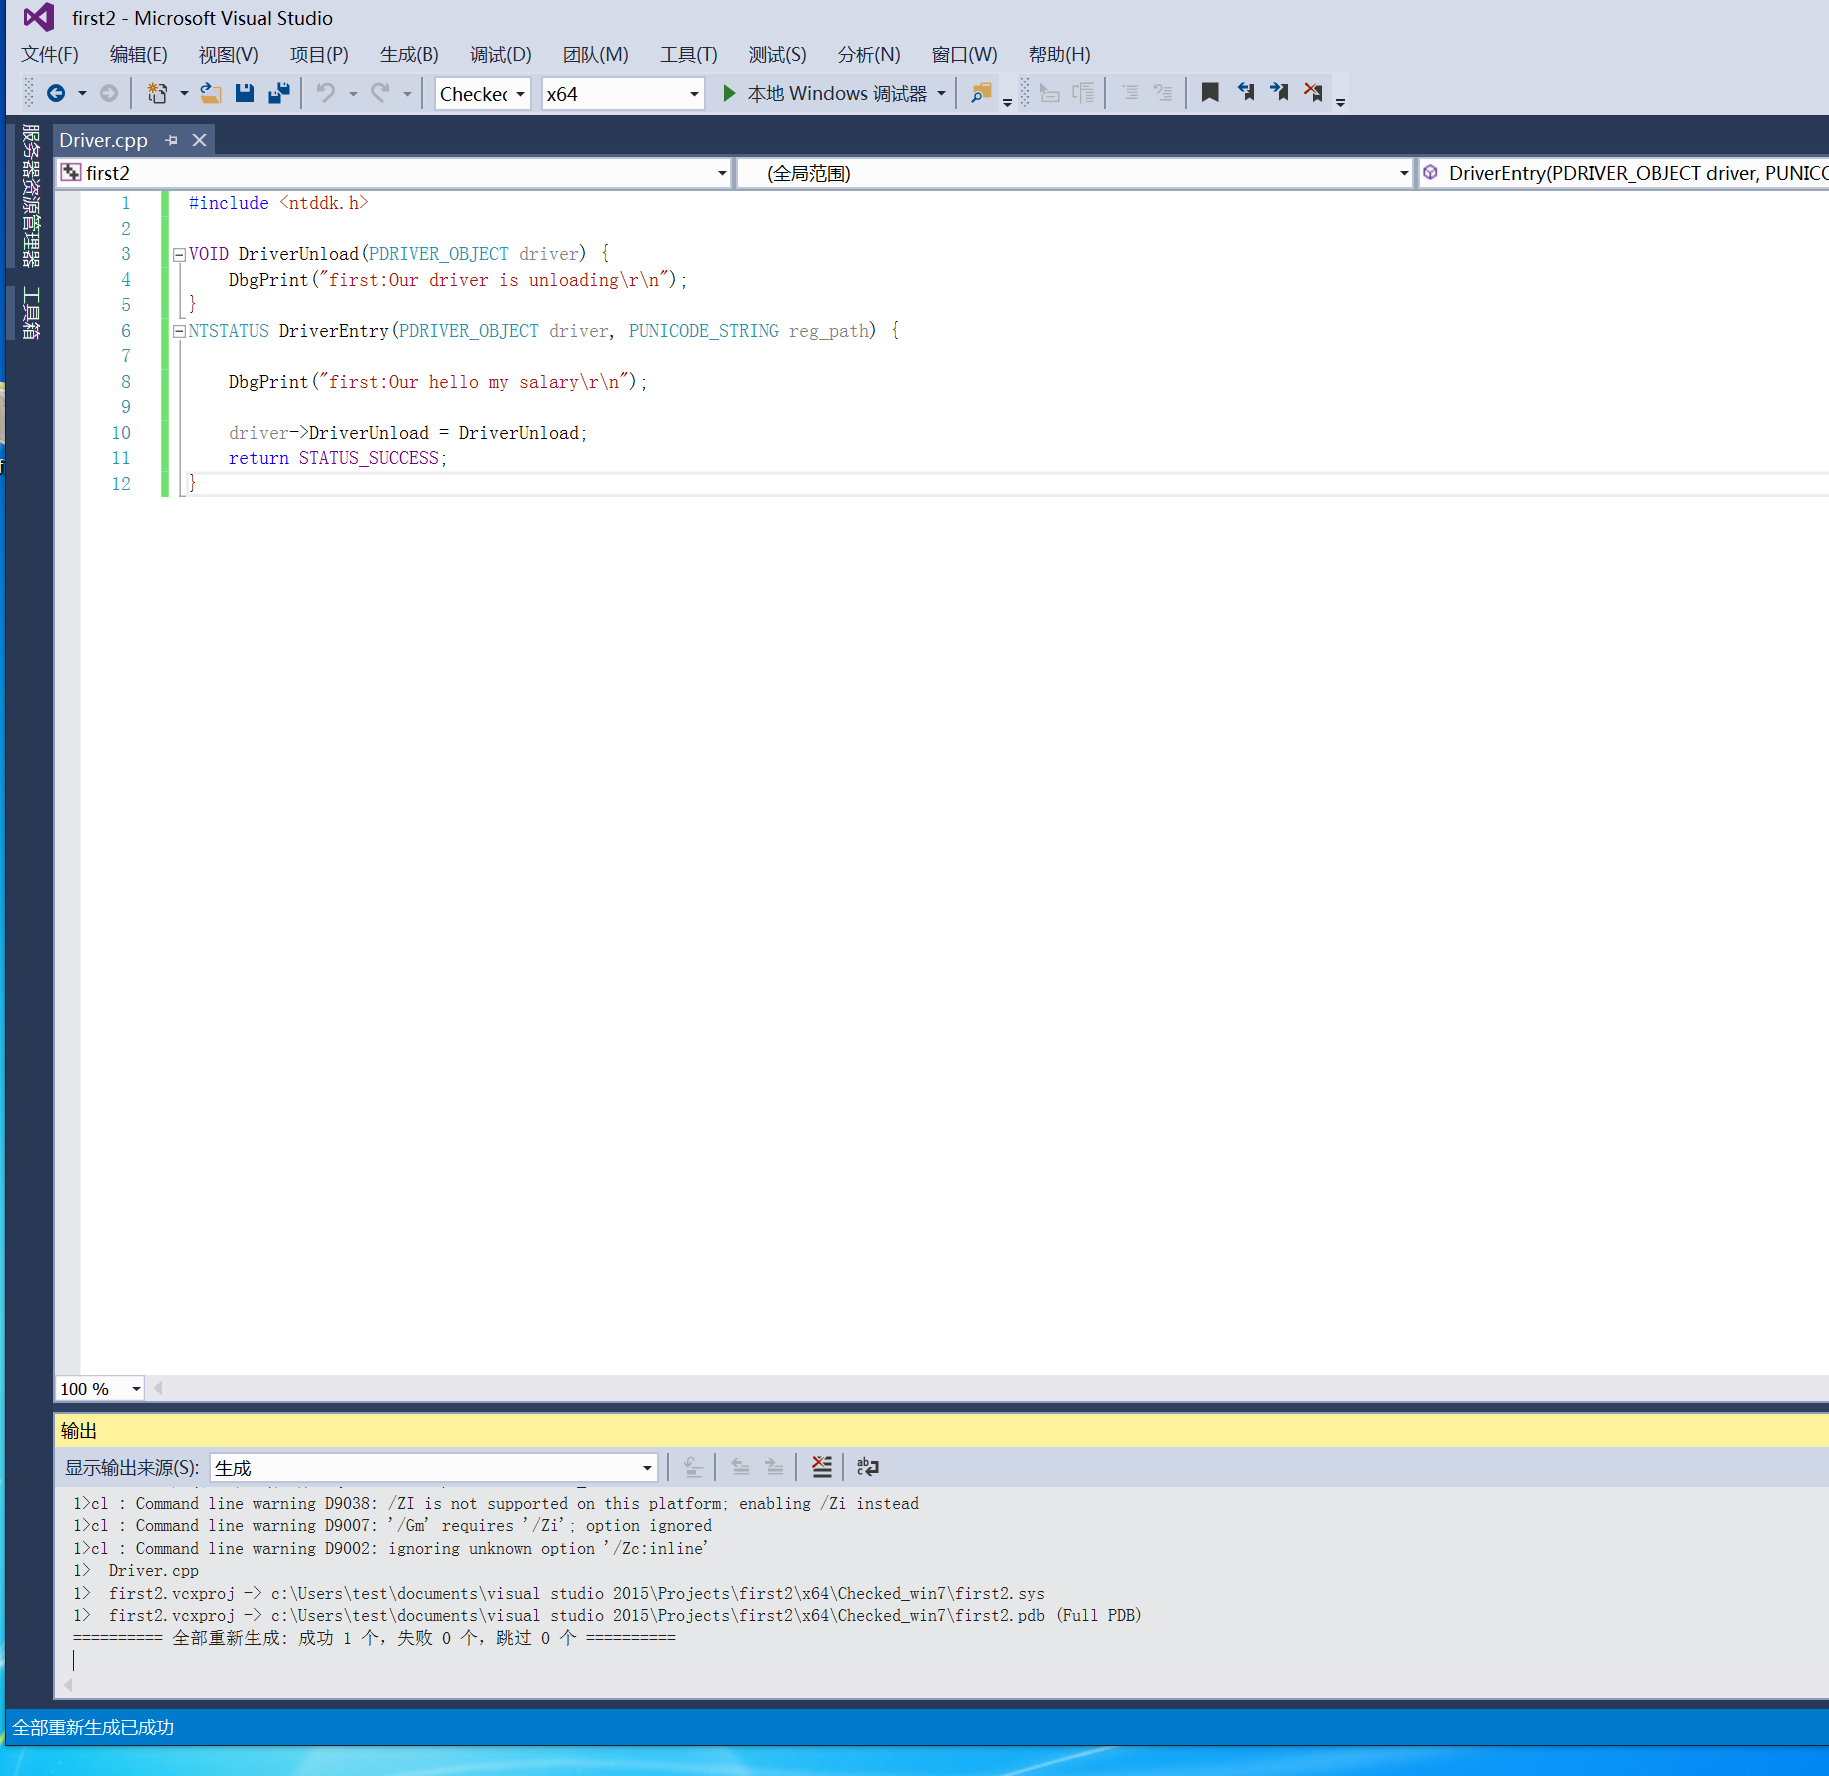 first2 - Microsoft Visual Studio
文件(F) 编辑(E) 视图(V) 项目(P) 生成(B) 调试(D) 团队(M) 工具(T) 测试(S) 分析(N) 窗口(W) 帮助(H)
Checked x64 本地 Windows 调试器
服务器资源管理器
工具箱
Driver.cpp
first2 (全局范围) DriverEntry(PDRIVER_OBJECT driver, PUNICO
1 #include <ntddk.h>
2
3 VOID DriverUnload(PDRIVER_OBJECT driver) {
4 DbgPrint("first:Our driver is unloading\r\n");
5 }
6 NTSTATUS DriverEntry(PDRIVER_OBJECT driver, PUNICODE_STRING reg_path) {
7
8 DbgPrint("first:Our hello my salary\r\n");
9
10 driver->DriverUnload = DriverUnload;
11 return STATUS_SUCCESS;
12 }
100 %
输出
显示输出来源(S): 生成
1>cl : Command line warning D9038: /ZI is not supported on this platform; enabling /Zi instead
1>cl : Command line warning D9007: '/Gm' requires '/Zi'; option ignored
1>cl : Command line warning D9002: ignoring unknown option '/Zc:inline'
1> Driver.cpp
1> first2.vcxproj -> c:\Users\test\documents\visual studio 2015\Projects\first2\x64\Checked_win7\first2.sys
1> first2.vcxproj -> c:\Users\test\documents\visual studio 2015\Projects\first2\x64\Checked_win7\first2.pdb (Full PDB)
========== 全部重新生成: 成功 1 个，失败 0 个，跳过 0 个 ==========
全部重新生成已成功